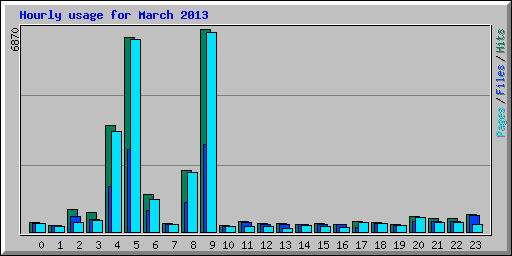 Hourly usage for March 2013
6870
Pages/Files/Hits
0 1 2 3 4 5 6 7 8 9 10 11 12 13 14 15 16 17 18 19 20 21 22 23